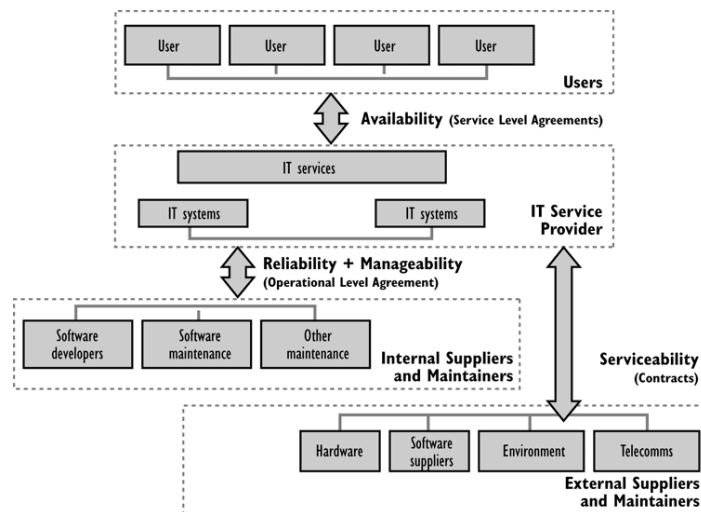 User
User
User
User
Users
Availability (Service Level Agreements)
IT services
IT systems
IT systems
IT Service
Provider
Reliability + Manageability
(Operational Level Agreement)
Software
developers
Software
maintenance
Other
maintenance
Internal Suppliers
and Maintainers
Serviceability
(Contracts)
Hardware
Software
suppliers
Environment
Telecomms
External Suppliers
and Maintainers